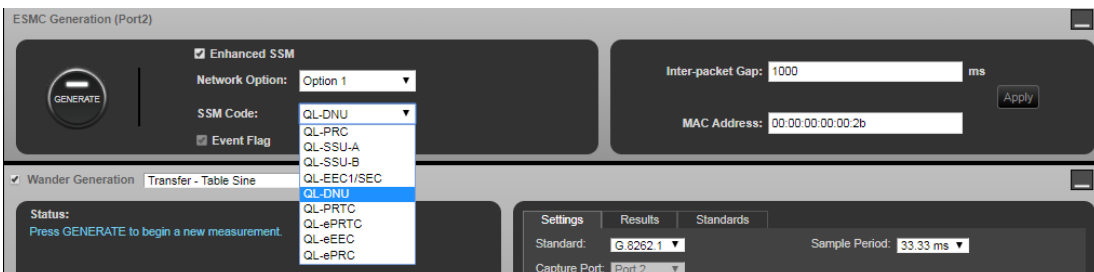 ESMC Generation (Port2)
Enhanced SSM
Network Option: Option 1
GENERATE
SSM Code: QL-DNU
Event Flag
QL-PRC
QL-SSU-A
QL-SSU-B
QL-EEC1/SEC
QL-DNU
QL-PRTC
QL-ePRTC
QL-eEEC
QL-ePRC
Inter-packet Gap: 1000 ms
Apply
MAC Address: 00:00:00:00:00:2b
Wander Generation Transfer - Table Sine
Status:
Press GENERATE to begin a new measurement.
Settings Results Standards
Standard: G.8262.1 Sample Period: 33.33 ms
Capture Port: Port 2